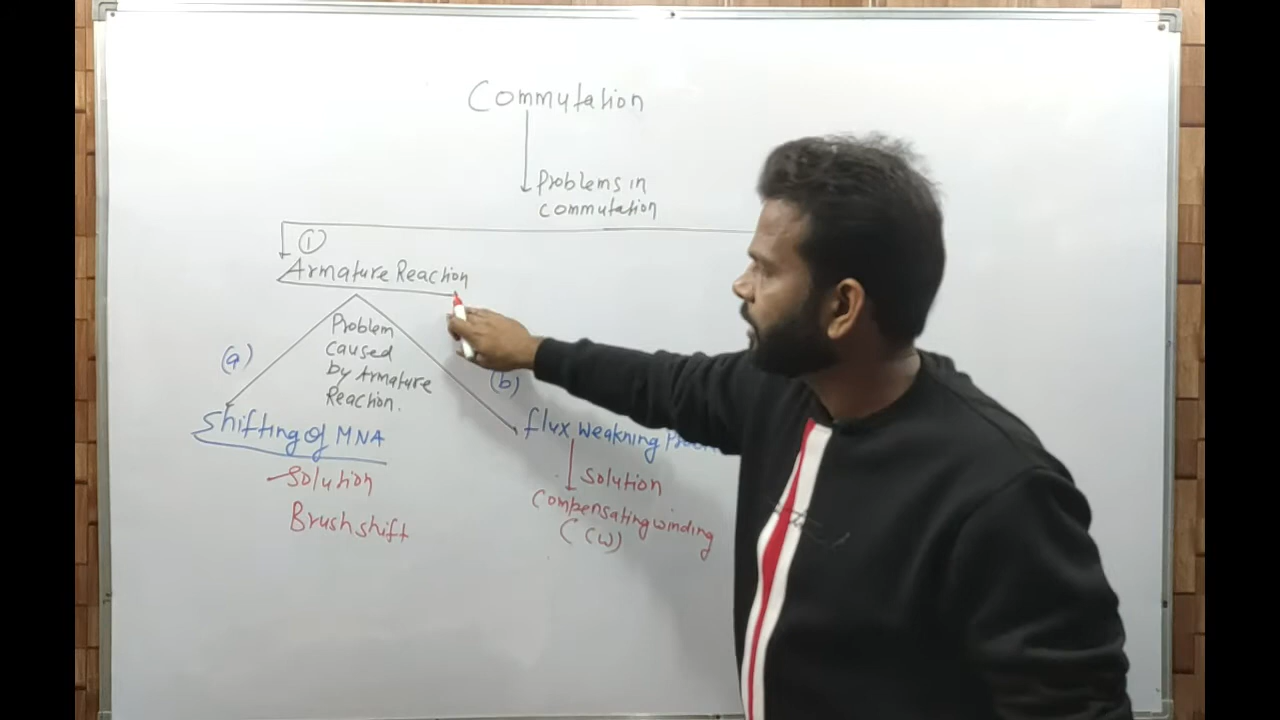 Commutation
Problems in
commutation
①
Armature Reaction
Problem
caused
by Armature
Reaction.
(a)
(b)
Shifting of MNA
flux weakning
Solution
Solution
Brush shift
Compensating winding
(CW)